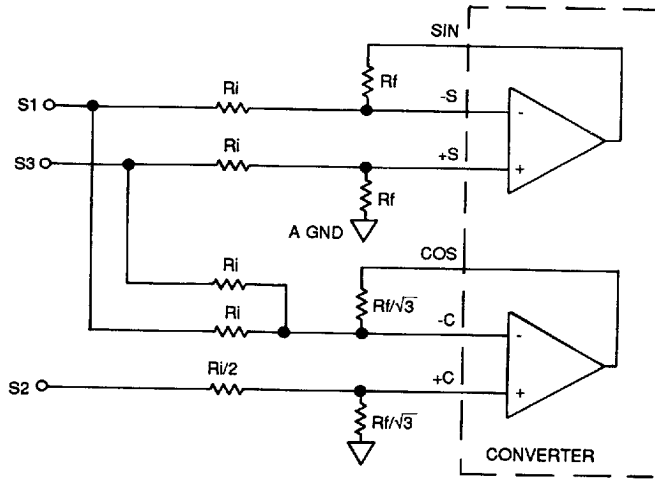 SIN
Rf
Ri
S1
-S
-
Ri
+S
S3
+
Rf
A GND
COS
Ri
Rf/√3
Ri
-C
-
Ri/2
+C
S2
+
Rf/√3
CONVERTER